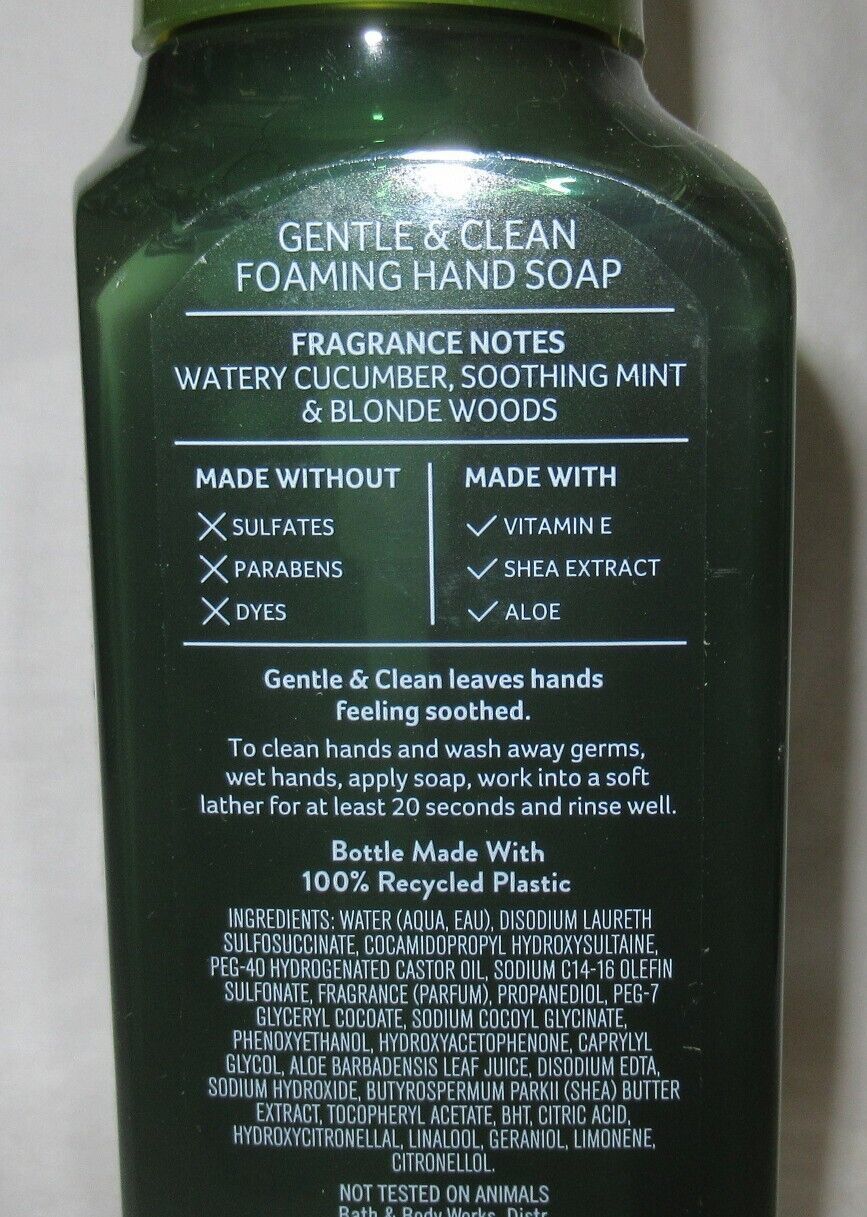 GENTLE & CLEAN
FOAMING HAND SOAP
FRAGRANCE NOTES
WATERY CUCUMBER, SOOTHING MINT
& BLONDE WOODS
MADE WITHOUT
SULFATES
PARABENS
DYES
MADE WITH
VITAMIN E
SHEA EXTRACT
ALOE
Gentle & Clean leaves hands
feeling soothed.
To clean hands and wash away germs,
wet hands, apply soap, work into a soft
lather for at least 20 seconds and rinse well.
Bottle Made With
100% Recycled Plastic
INGREDIENTS: WATER (AQUA, EAU), DISODIUM LAURETH
SULFOSUCCINATE, COCAMIDOPROPYL HYDROXYSULTAINE,
PEG-40 HYDROGENATED CASTOR OIL, SODIUM C14-16 OLEFIN
SULFONATE, FRAGRANCE (PARFUM), PROPANEDIOL, PEG-7
GLYCERYL COCOATE, SODIUM COCOYL GLYCINATE,
PHENOXYETHANOL, HYDROXYACETOPHENONE, CAPRYLYL
GLYCOL, ALOE BARBADENSIS LEAF JUICE, DISODIUM EDTA,
SODIUM HYDROXIDE, BUTYROSPERMUM PARKII (SHEA) BUTTER
EXTRACT, TOCOPHERYL ACETATE, BHT, CITRIC ACID,
HYDROXYCITRONELLAL, LINALOOL, GERANIOL, LIMONENE,
CITRONELLOL.
NOT TESTED ON ANIMALS
Bath & Body Works, Distr.